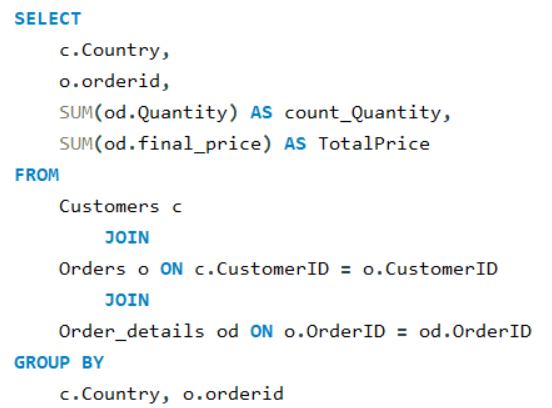 SELECT
c.Country,
o.orderid,
SUM(od.Quantity) AS count_Quantity,
SUM(od.final_price) AS TotalPrice
FROM
Customers c
JOIN
Orders o ON c.CustomerID = o.CustomerID
JOIN
Order_details od ON o.OrderID = od.OrderID
GROUP BY
c.Country, o.orderid